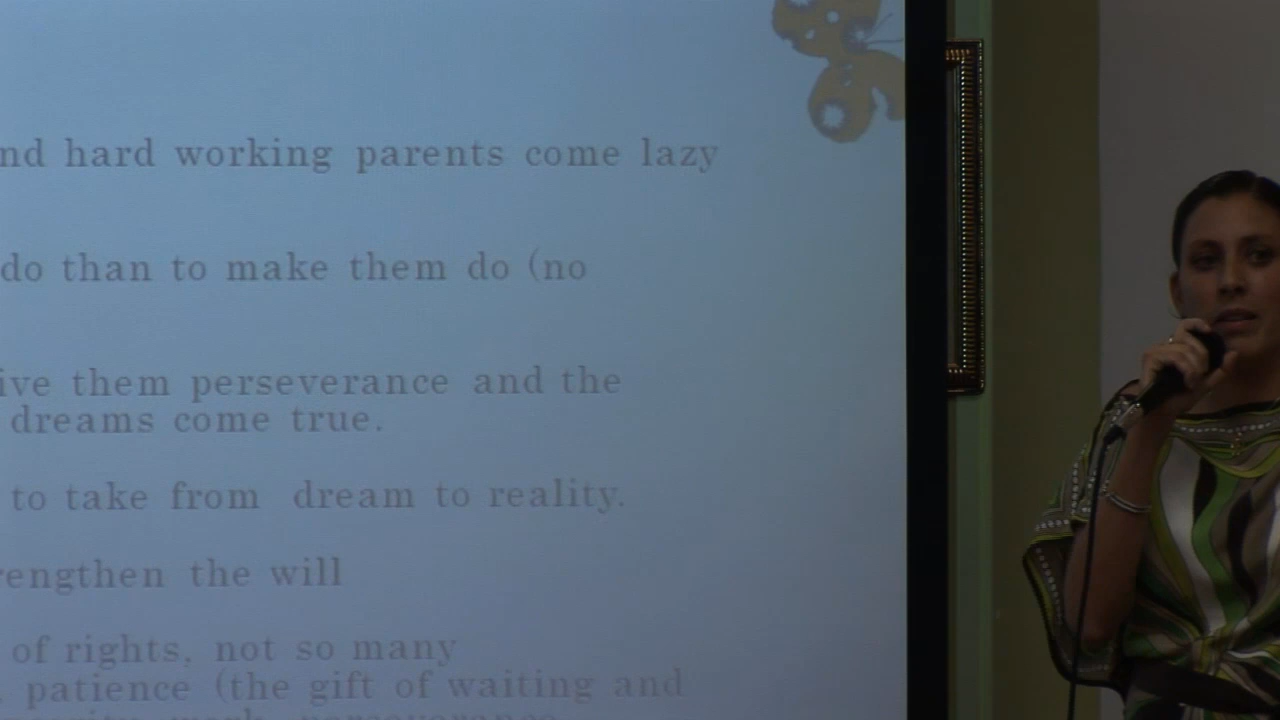 nd hard working parents come lazy
do than to make them do (no
ive them perseverance and the
dreams come true.
to take from dream to reality.
rengthen the will
of rights, not so many
patience (the gift of waiting and
work, perseverance